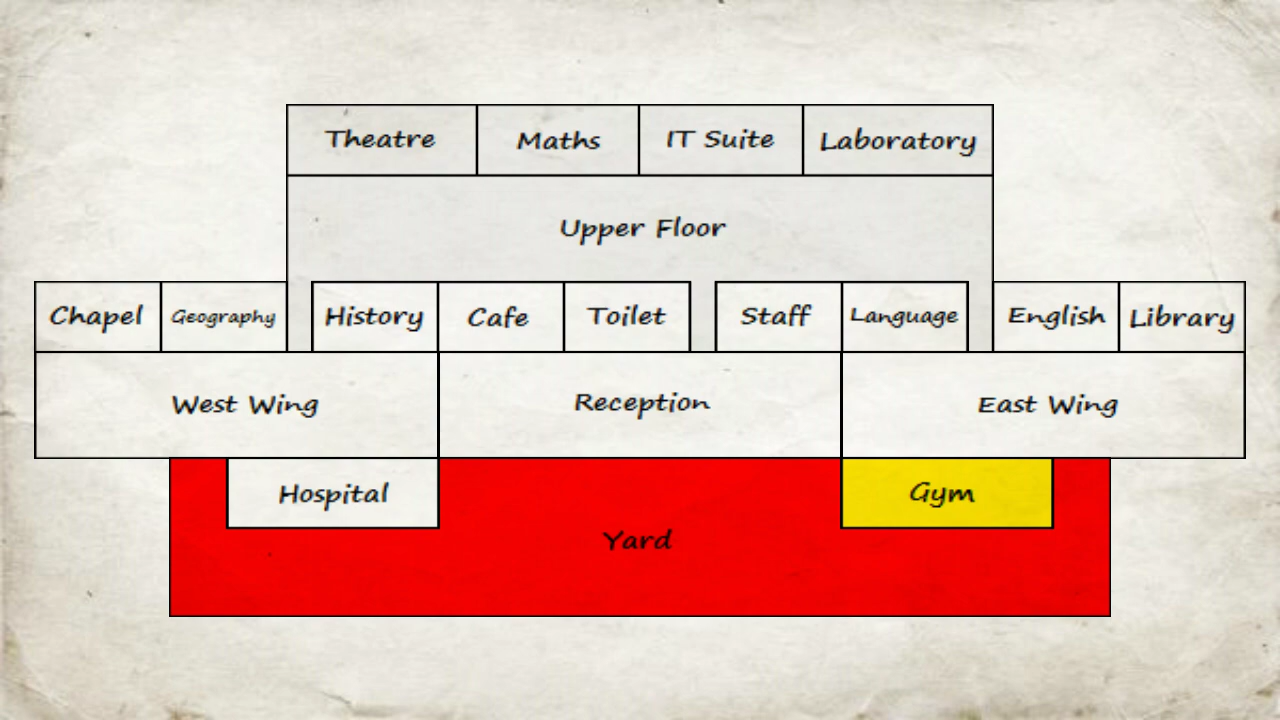 Theatre
Maths
IT Suite
Laboratory
Upper Floor
Chapel
Geography
History
Cafe
Toilet
Staff
Language
English
Library
West Wing
Reception
East Wing
Hospital
Gym
Yard